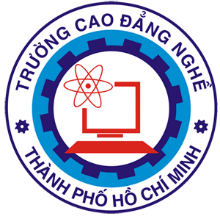 TRƯỜNG CAO ĐẲNG NGHỀ
THÀNH PHỐ HỒ CHÍ MINH